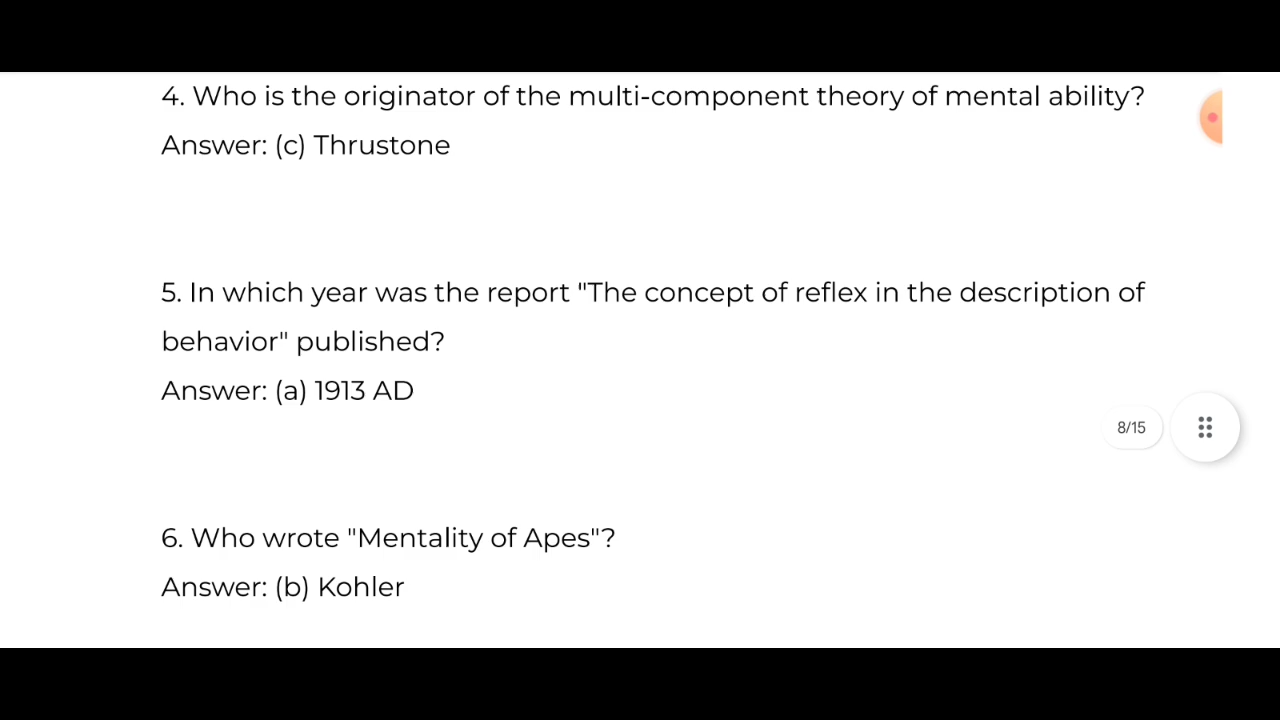 4. Who is the originator of the multi-component theory of mental ability?
Answer: (c) Thrustone
5. In which year was the report "The concept of reflex in the description of
behavior" published?
Answer: (a) 1913 AD
8/15
6. Who wrote "Mentality of Apes"?
Answer: (b) Kohler